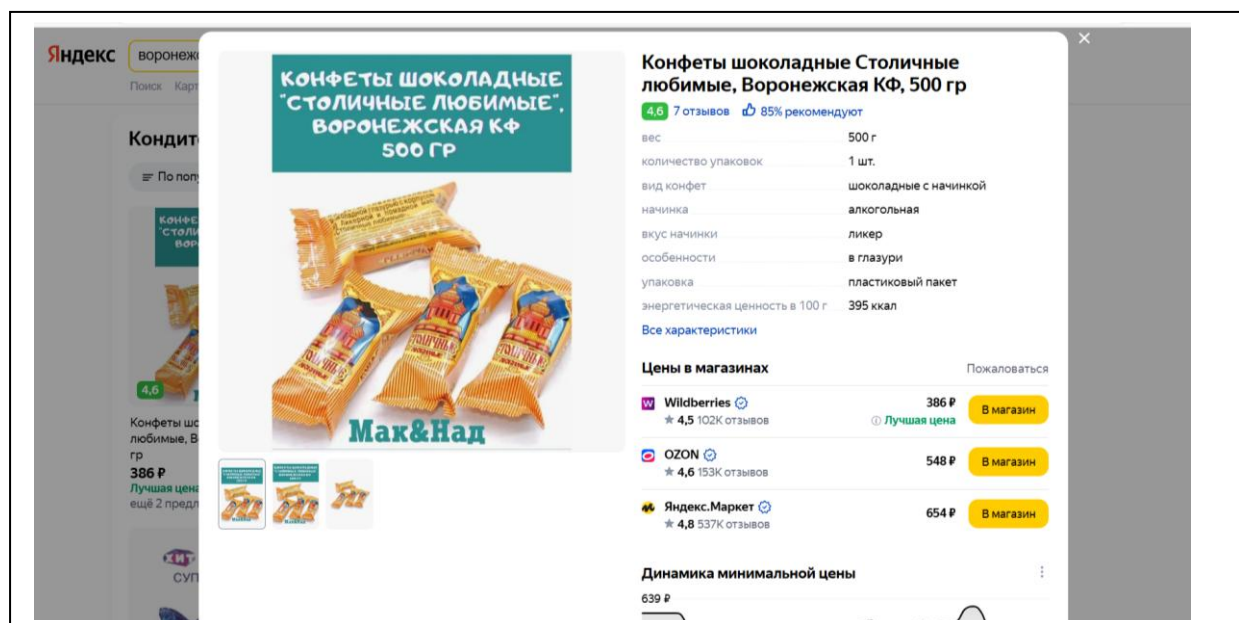 Яндекс
воронеж
Поиск Карт
Кондит
По поп
4,6
Конфеты шо
любимые, В
гр
386 ₽
Лучшая цен
ещё 2 предл
ХИТ
СУП
КОНФЕТЫ ШОКОЛАДНЫЕ
"СТОЛИЧНЫЕ ЛЮБИМЫЕ",
ВОРОНЕЖСКАЯ КФ
500 ГР
Мак&Над
Конфеты шоколадные Столичные
любимые, Воронежская КФ, 500 гр
4,6 7 отзывов 85% рекомендуют
вес 500 г
количество упаковок 1 шт.
вид конфет шоколадные с начинкой
начинка алкогольная
вкус начинки ликер
особенности в глазури
упаковка пластиковый пакет
энергетическая ценность в 100 г 395 ккал
Все характеристики
Цены в магазинах Пожаловаться
Wildberries 386 ₽ В магазин
4,5 102K отзывов Лучшая цена
OZON 548 ₽ В магазин
4,6 153K отзывов
Яндекс.Маркет 654 ₽ В магазин
4,8 537K отзывов
Динамика минимальной цены
639 ₽